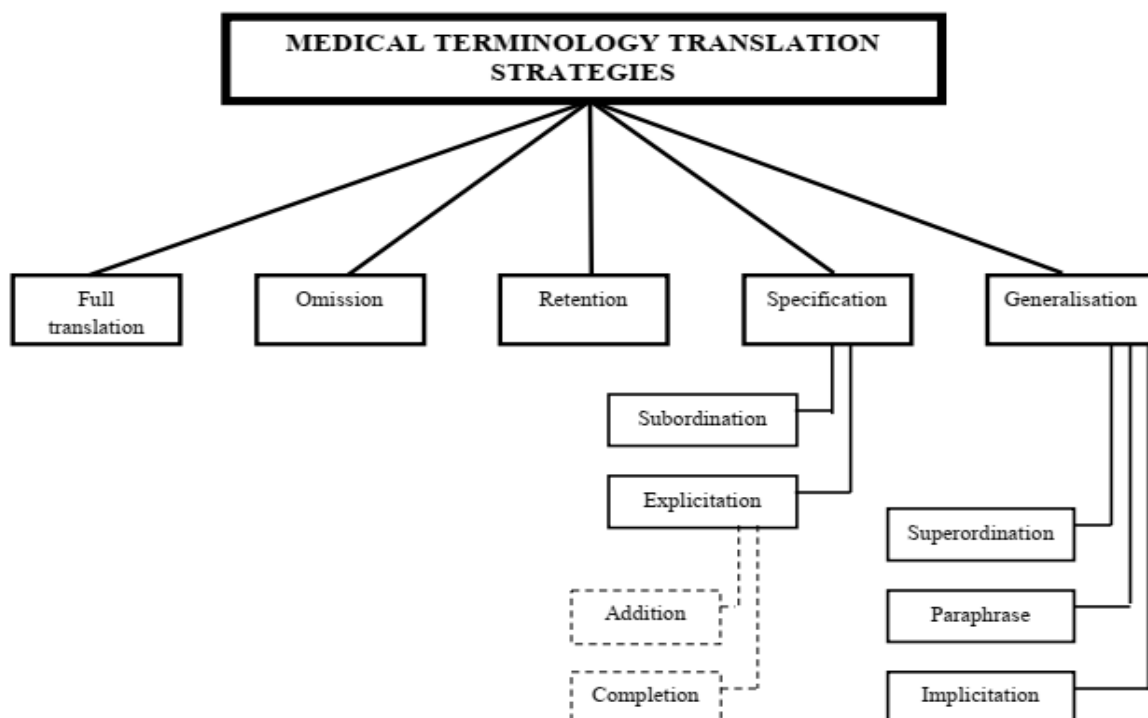 MEDICAL TERMINOLOGY TRANSLATION
STRATEGIES
Full
translation
Omission
Retention
Specification
Generalisation
Subordination
Explicitation
Superordination
Addition
Paraphrase
Completion
Implicitation